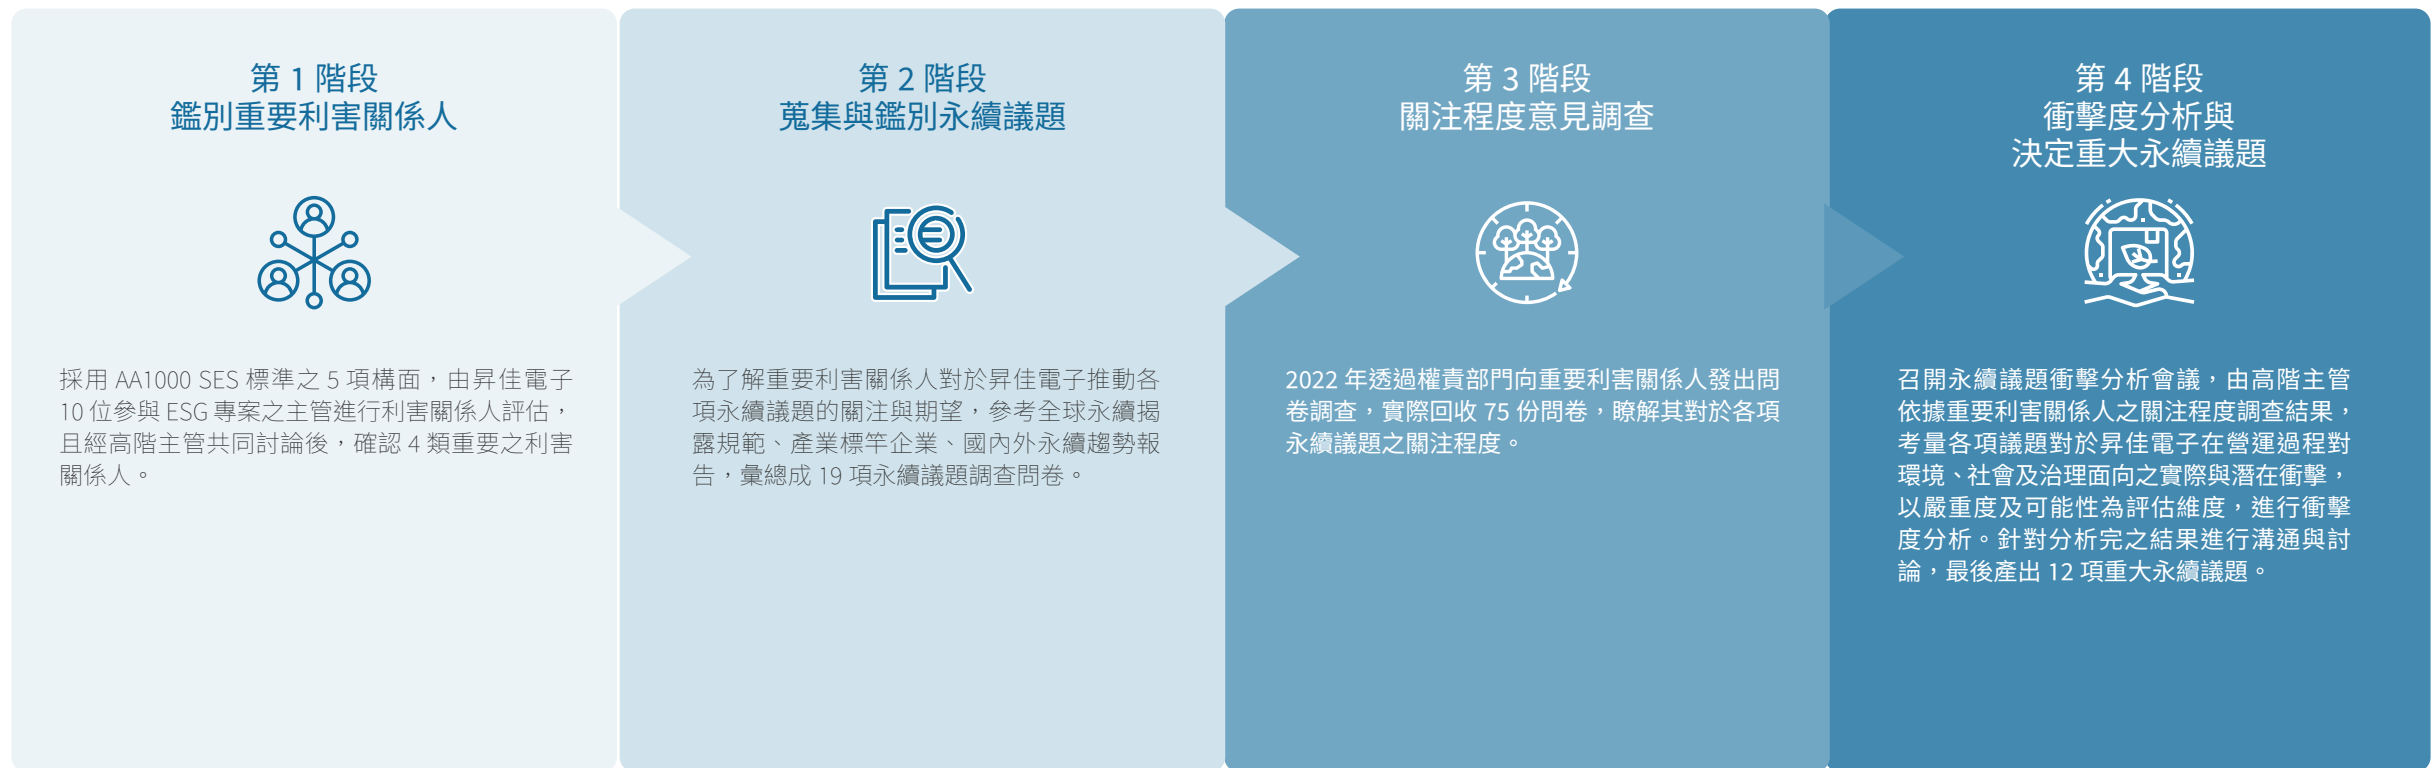 第 1 階段
鑑別重要利害關係人
採用 AA1000 SES 標準之 5 項構面，由昇佳電子
10 位參與 ESG 專案之主管進行利害關係人評估，
且經高階主管共同討論後，確認 4 類重要之利害
關係人。
第 2 階段
蒐集與鑑別永續議題
為了解重要利害關係人對於昇佳電子推動各
項永續議題的關注與期望，參考全球永續揭
露規範、產業標竿企業、國內外永續趨勢報
告，彙總成 19 項永續議題調查問卷。
第 3 階段
關注程度意見調查
2022 年透過權責部門向重要利害關係人發出問
卷調查，實際回收 75 份問卷，瞭解其對於各項
永續議題之關注程度。
第 4 階段
衝擊度分析與
決定重大永續議題
召開永續議題衝擊分析會議，由高階主管
依據重要利害關係人之關注程度調查結果，
考量各項議題對於昇佳電子在營運過程對
環境、社會及治理面向之實際與潛在衝擊，
以嚴重度及可能性為評估維度，進行衝擊
度分析。針對分析完之結果進行溝通與討
論，最後產出 12 項重大永續議題。